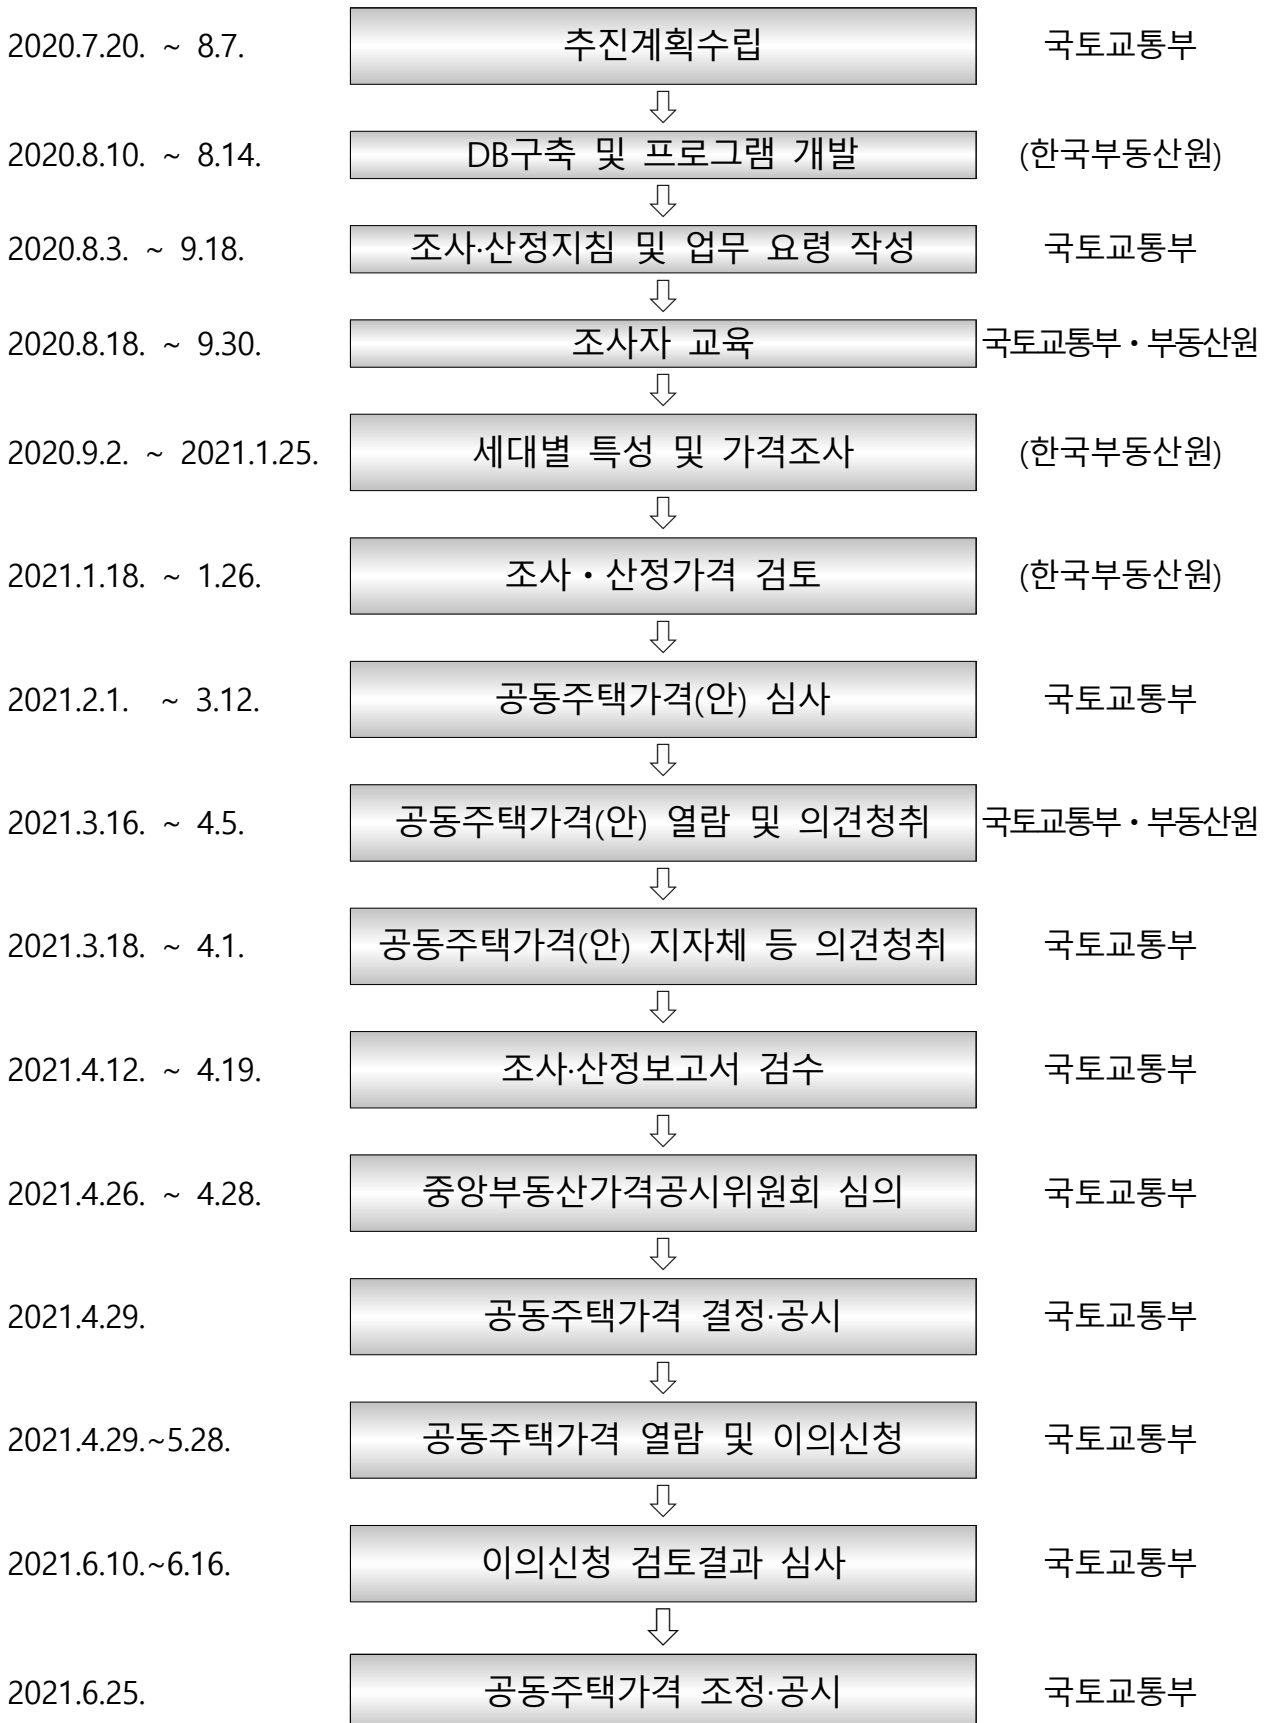 2020.7.20. ~ 8.7. 추진계획수립 국토교통부
2020.8.10. ~ 8.14. DB구축 및 프로그램 개발 (한국부동산원)
2020.8.3. ~ 9.18. 조사·산정지침 및 업무 요령 작성 국토교통부
2020.8.18. ~ 9.30. 조사자 교육 국토교통부・부동산원
2020.9.2. ~ 2021.1.25. 세대별 특성 및 가격조사 (한국부동산원)
2021.1.18. ~ 1.26. 조사・산정가격 검토 (한국부동산원)
2021.2.1. ~ 3.12. 공동주택가격(안) 심사 국토교통부
2021.3.16. ~ 4.5. 공동주택가격(안) 열람 및 의견청취 국토교통부・부동산원
2021.3.18. ~ 4.1. 공동주택가격(안) 지자체 등 의견청취 국토교통부
2021.4.12. ~ 4.19. 조사·산정보고서 검수 국토교통부
2021.4.26. ~ 4.28. 중앙부동산가격공시위원회 심의 국토교통부
2021.4.29. 공동주택가격 결정·공시 국토교통부
2021.4.29.~5.28. 공동주택가격 열람 및 이의신청 국토교통부
2021.6.10.~6.16. 이의신청 검토결과 심사 국토교통부
2021.6.25. 공동주택가격 조정·공시 국토교통부